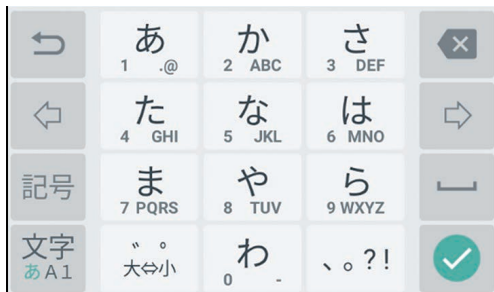 あ か さ
1 .@ 2 ABC 3 DEF
た な は
4 GHI 5 JKL 6 MNO
記号 ま や ら
7 PQRS 8 TUV 9 WXYZ
文字 ゛ ゜ わ 、。?!
あA1 大⇔小 0 -